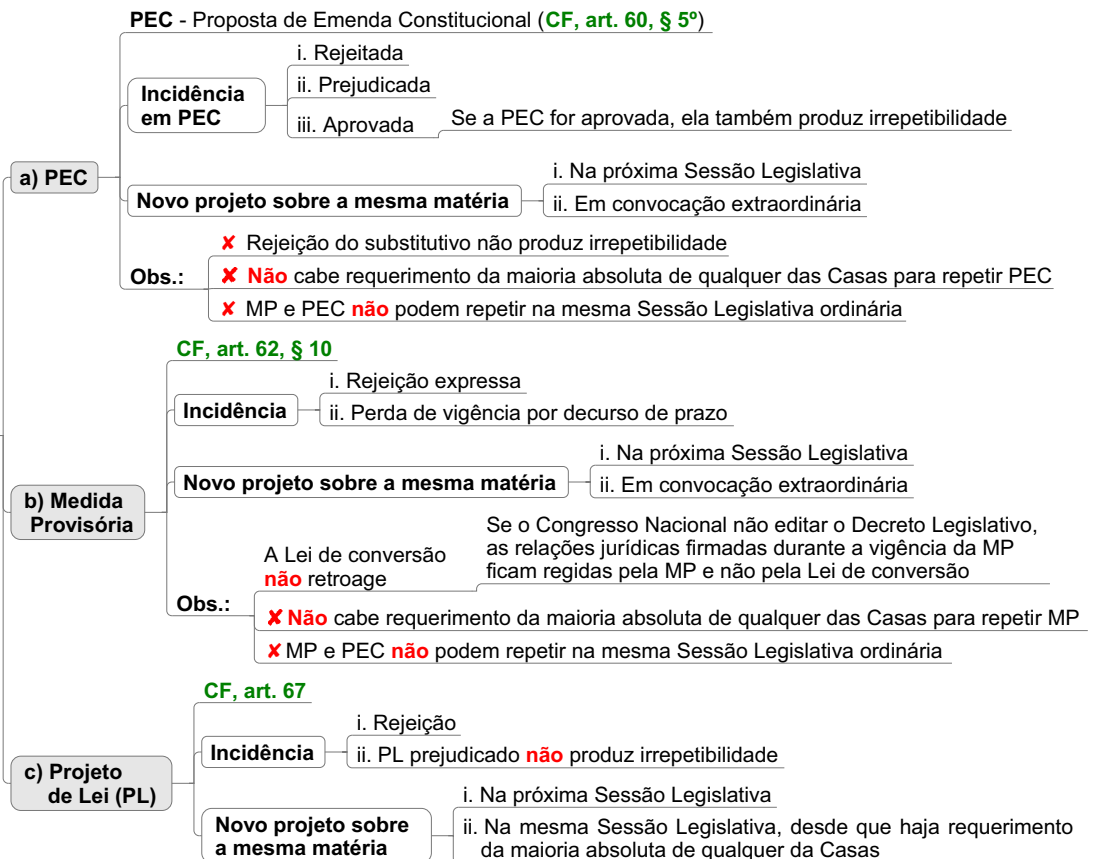 PEC - Proposta de Emenda Constitucional (CF, art. 60, § 5º)
Incidência
em PEC
i. Rejeitada
ii. Prejudicada
iii. Aprovada
Se a PEC for aprovada, ela também produz irrepetibilidade
a) PEC
Novo projeto sobre a mesma matéria
i. Na próxima Sessão Legislativa
ii. Em convocação extraordinária
Obs.:
✘ Rejeição do substitutivo não produz irrepetibilidade
✘ Não cabe requerimento da maioria absoluta de qualquer das Casas para repetir PEC
✘ MP e PEC não podem repetir na mesma Sessão Legislativa ordinária
CF, art. 62, § 10
Incidência
i. Rejeição expressa
ii. Perda de vigência por decurso de prazo
b) Medida
Provisória
Novo projeto sobre a mesma matéria
i. Na próxima Sessão Legislativa
ii. Em convocação extraordinária
Obs.:
A Lei de conversão
não retroage
Se o Congresso Nacional não editar o Decreto Legislativo,
as relações jurídicas firmadas durante a vigência da MP
ficam regidas pela MP e não pela Lei de conversão
✘ Não cabe requerimento da maioria absoluta de qualquer das Casas para repetir MP
✘ MP e PEC não podem repetir na mesma Sessão Legislativa ordinária
CF, art. 67
Incidência
i. Rejeição
ii. PL prejudicado não produz irrepetibilidade
c) Projeto
de Lei (PL)
Novo projeto sobre
a mesma matéria
i. Na próxima Sessão Legislativa
ii. Na mesma Sessão Legislativa, desde que haja requerimento
da maioria absoluta de qualquer da Casas